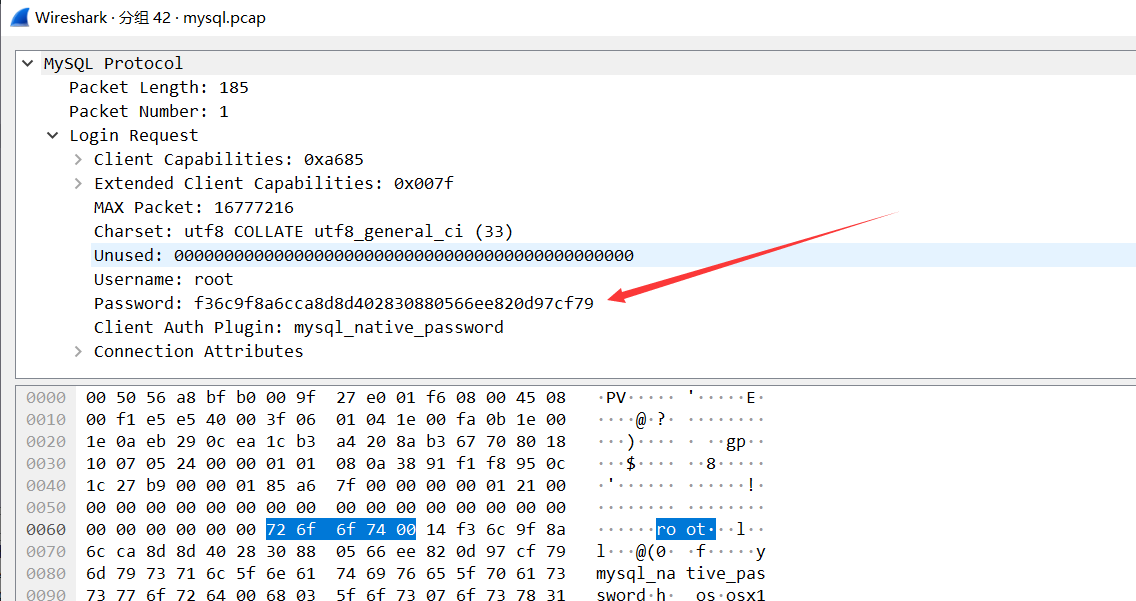 Wireshark · 分组 42 · mysql.pcap
MySQL Protocol
Packet Length: 185
Packet Number: 1
Login Request
Client Capabilities: 0xa685
Extended Client Capabilities: 0x007f
MAX Packet: 16777216
Charset: utf8 COLLATE utf8_general_ci (33)
Unused: 0000000000000000000000000000000000000000000000
Username: root
Password: f36c9f8a6cca8d8d402830880566ee820d97cf79
Client Auth Plugin: mysql_native_password
Connection Attributes
0000 00 50 56 a8 bf b0 00 9f 27 e0 01 f6 08 00 45 08 ·PV····· '·····E·
0010 00 f1 e5 e5 40 00 3f 06 01 04 1e 00 fa 0b 1e 00 ····@·?· ········
0020 1e 0a eb 29 0c ea 1c b3 a4 20 8a b3 67 70 80 18 ···)···· · ··gp··
0030 10 07 05 24 00 00 01 01 08 0a 38 91 f1 f8 95 0c ···$···· ··8·····
0040 1c 27 b9 00 00 01 85 a6 7f 00 00 00 00 01 21 00 ·'······ ······!·
0050 00 00 00 00 00 00 00 00 00 00 00 00 00 00 00 00 ········ ········
0060 00 00 00 00 00 00 72 6f 6f 74 00 14 f3 6c 9f 8a ······ro ot···l··
0070 6c ca 8d 8d 40 28 30 88 05 66 ee 82 0d 97 cf 79 l···@(0· ·f·····y
0080 6d 79 73 71 6c 5f 6e 61 74 69 76 65 5f 70 61 73 mysql_na tive_pas
0090 73 77 6f 72 64 00 68 03 5f 6f 73 07 6f 73 78 31 sword·h· _os·osx1